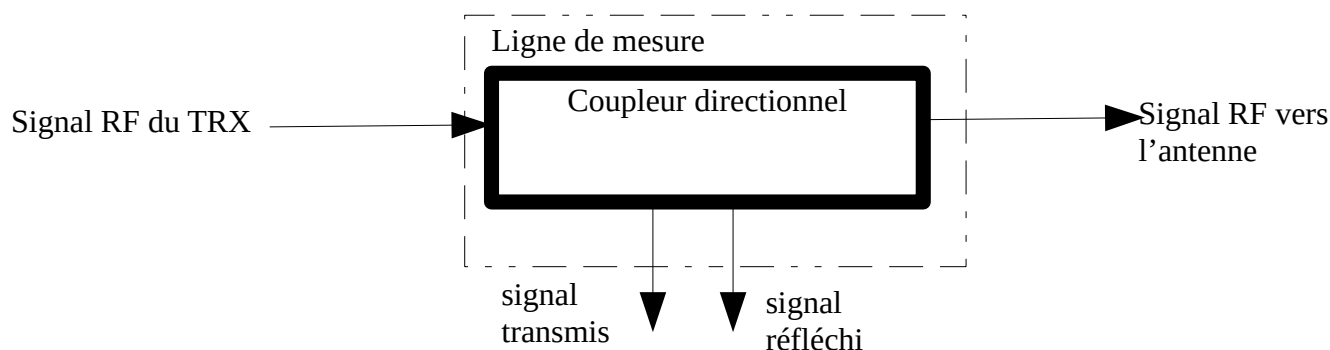 Ligne de mesure
Coupleur directionnel
Signal RF du TRX
Signal RF vers
l’antenne
signal
transmis
signal
réfléchi